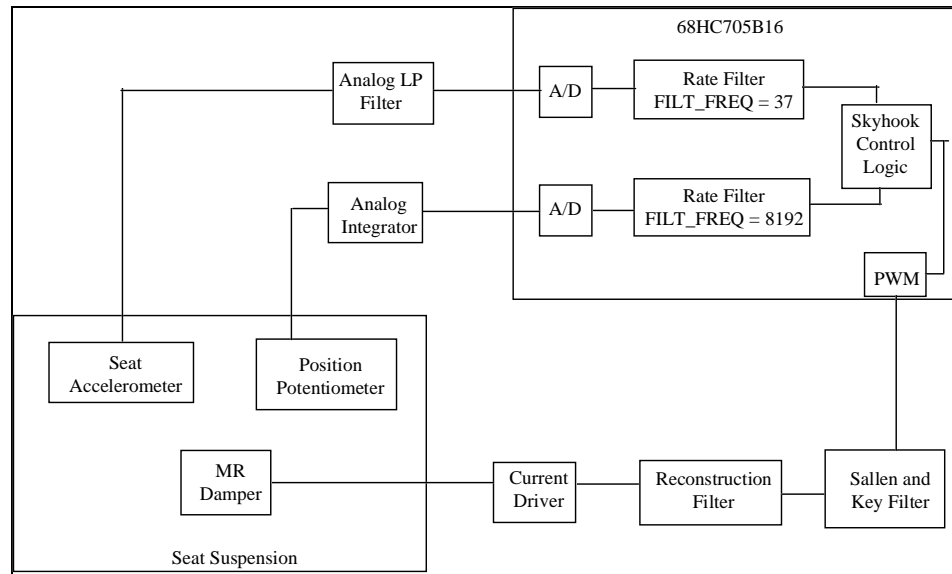 68HC705B16
Analog LP
Filter
A/D
Rate Filter
FILT_FREQ = 37
Skyhook
Control
Logic
Analog
Integrator
A/D
Rate Filter
FILT_FREQ = 8192
PWM
Seat
Accelerometer
Position
Potentiometer
MR
Damper
Current
Driver
Reconstruction
Filter
Sallen and
Key Filter
Seat Suspension